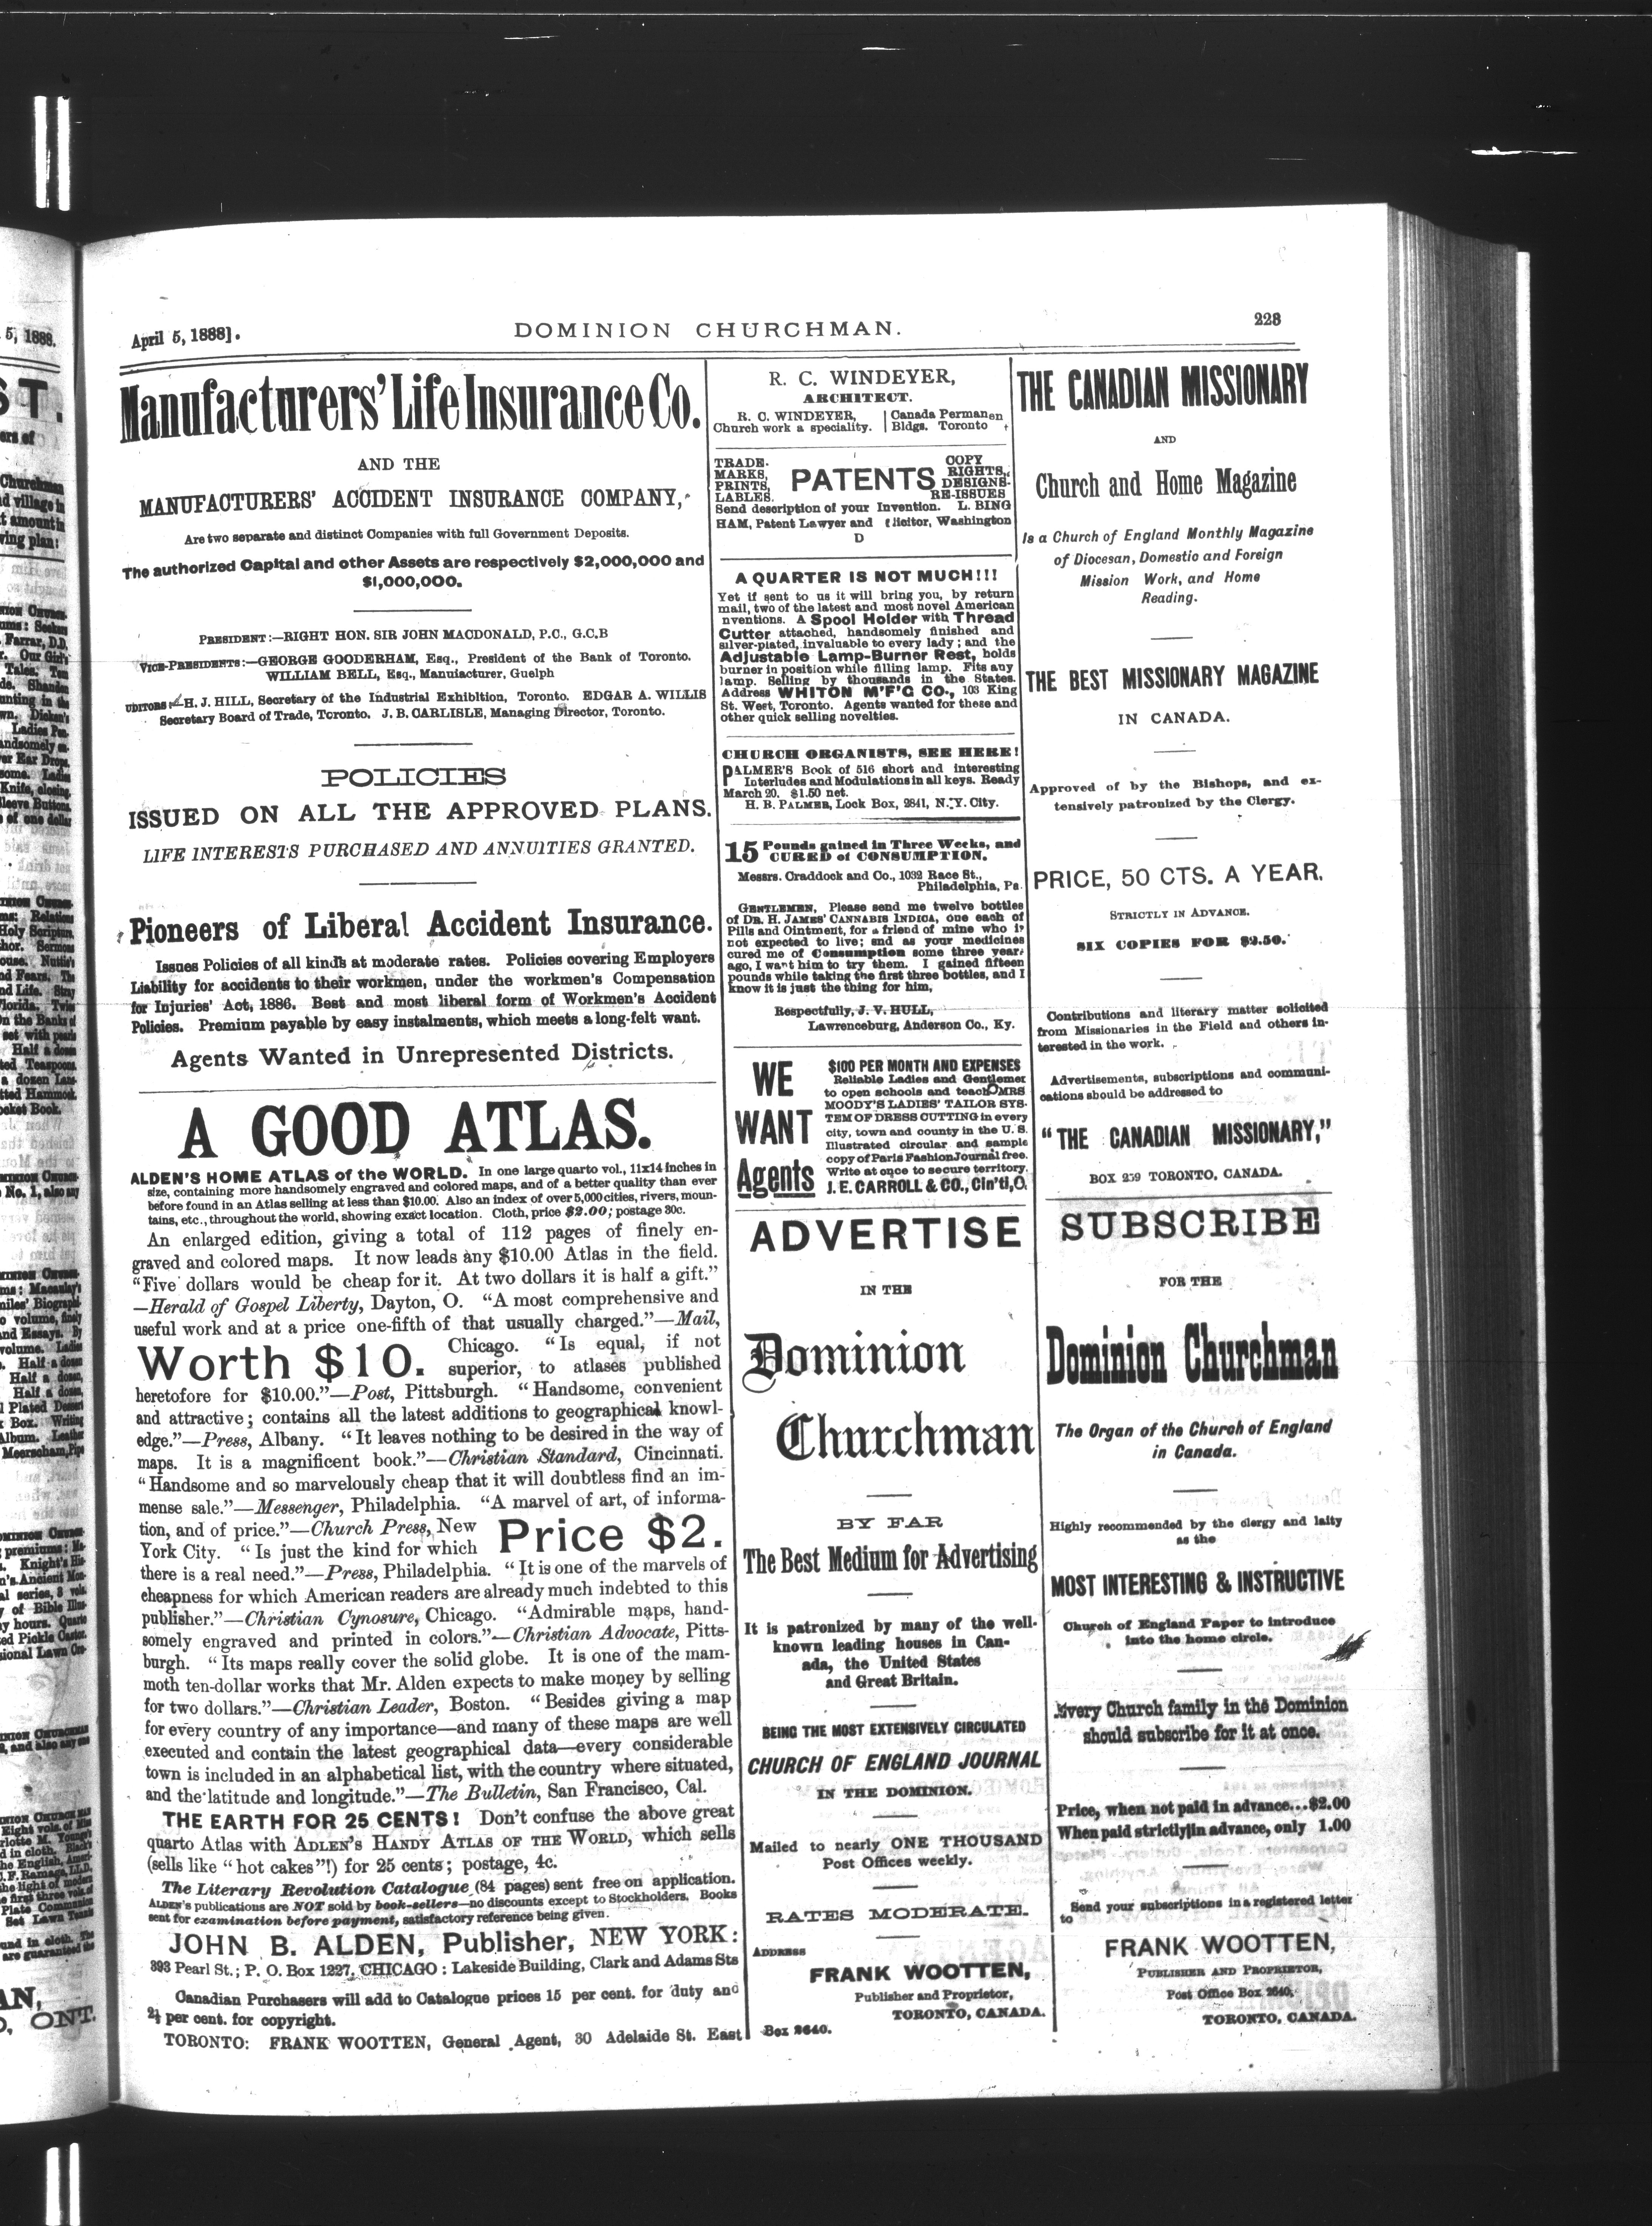 April 5, 1888].
DOMINION CHURCHMAN.
223
Manufacturers' Life Insurance Co.
AND THE
MANUFACTURERS' ACCIDENT INSURANCE COMPANY,
Are two separate and distinct Companies with full Government Deposits.
The authorized Capital and other Assets are respectively $2,000,000 and
$1,000,000.
PRESIDENT:—RIGHT HON. SIR JOHN MACDONALD, P.C., G.C.B
VICE-PRESIDENTS:—GEORGE GOODERHAM, Esq., President of the Bank of Toronto.
WILLIAM BELL, Esq., Manufacturer, Guelph
UDITORS:—H. J. HILL, Secretary of the Industrial Exhibition, Toronto. EDGAR A. WILLIS
Secretary Board of Trade, Toronto. J. B. CARLISLE, Managing Director, Toronto.
POLICIES
ISSUED ON ALL THE APPROVED PLANS.
LIFE INTERESTS PURCHASED AND ANNUITIES GRANTED.
Pioneers of Liberal Accident Insurance.
Issues Policies of all kinds at moderate rates. Policies covering Employers
Liability for accidents to their workmen, under the workmen's Compensation
for Injuries' Act, 1886. Best and most liberal form of Workmen's Accident
Policies. Premium payable by easy instalments, which meets a long-felt want.
Agents Wanted in Unrepresented Districts.
A GOOD ATLAS.
ALDEN'S HOME ATLAS of the WORLD. In one large quarto vol., 11x14 inches in
size, containing more handsomely engraved and colored maps, and of a better quality than ever
before found in an Atlas selling at less than $10.00. Also an index of over 5,000 cities, rivers, moun-
tains, etc., throughout the world, showing exact location. Cloth, price $2.00; postage 30c.
An enlarged edition, giving a total of 112 pages of finely en-
graved and colored maps. It now leads any $10.00 Atlas in the field.
"Five dollars would be cheap for it. At two dollars it is half a gift."
—Herald of Gospel Liberty, Dayton, O. "A most comprehensive and
useful work and at a price one-fifth of that usually charged."—Mail,
Worth $10.
Chicago. "Is equal, if not
superior, to atlases published
heretofore for $10.00."—Post, Pittsburgh. "Handsome, convenient
and attractive; contains all the latest additions to geographical knowl-
edge."—Press, Albany. "It leaves nothing to be desired in the way of
maps. It is a magnificent book."—Christian Standard, Cincinnati.
"Handsome and so marvelously cheap that it will doubtless find an im-
mense sale."—Messenger, Philadelphia. "A marvel of art, of informa-
tion, and of price."—Church Press, New
York City. "Is just the kind for which
Price $2.
there is a real need."—Press, Philadelphia. "It is one of the marvels of
cheapness for which American readers are already much indebted to this
publisher."—Christian Cynosure, Chicago. "Admirable maps, hand-
somely engraved and printed in colors."—Christian Advocate, Pitts-
burgh. "Its maps really cover the solid globe. It is one of the mam-
moth ten-dollar works that Mr. Alden expects to make money by selling
for two dollars."—Christian Leader, Boston. "Besides giving a map
for every country of any importance—and many of these maps are well
executed and contain the latest geographical data—every considerable
town is included in an alphabetical list, with the country where situated,
and the latitude and longitude."—The Bulletin, San Francisco, Cal.
THE EARTH FOR 25 CENTS! Don't confuse the above great
quarto Atlas with ADLEN'S HANDY ATLAS OF THE WORLD, which sells
(sells like "hot cakes"!) for 25 cents; postage, 4c.
The Literary Revolution Catalogue (84 pages) sent free on application.
ALDEN's publications are NOT sold by book-sellers—no discounts except to Stockholders. Books
sent for examination before payment, satisfactory reference being given.
JOHN B. ALDEN, Publisher, NEW YORK:
393 Pearl St.; P. O. Box 1227, CHICAGO: Lakeside Building, Clark and Adams Sts
Canadian Purchasers will add to Catalogue prices 15 per cent. for duty and
2½ per cent. for copyright.
TORONTO: FRANK WOOTTEN, General Agent, 30 Adelaide St. East
R. C. WINDEYER,
ARCHITECT.
R. C. WINDEYER,
Church work a speciality.
Canada Permanen
Bldgs. Toronto t
TRADE-
MARKS,
PRINTS,
LABLES.
PATENTS
COPY
RIGHTS,
DESIGNS-
RE-ISSUES
Send description of your Invention. L. BING
HAM, Patent Lawyer and licitor, Washington
D
A QUARTER IS NOT MUCH!!!
Yet if sent to us it will bring you, by return
mail, two of the latest and most novel American
nventions. A Spool Holder with Thread
Cutter attached, handsomely finished and
silver-plated, invaluable to every lady; and the
Adjustable Lamp-Burner Rest, holds
burner in position while filling lamp. Fits any
lamp. Selling by thousands in the States.
Address WHITON M'F'G CO., 103 King
St. West, Toronto. Agents wanted for these and
other quick selling novelties.
CHURCH ORGANISTS, SEE HERE!
PALMER'S Book of 516 short and interesting
Interludes and Modulations in all keys. Ready
March 20. $1.50 net.
H. R. PALMER, Lock Box, 2841, N.Y. City.
15 Pounds gained in Three Weeks, and
CURED of CONSUMPTION.
Messrs. Craddock and Co., 1032 Race St.,
Philadelphia, Pa.
GENTLEMEN, Please send me twelve bottles
of DR. H. JAMES' CANNABIS INDICA, one each of
Pills and Ointment, for a friend of mine who is
not expected to live; and as your medicines
cured me of Consumption some three years
ago, I want him to try them. I gained fifteen
pounds while taking the first three bottles, and I
know it is just the thing for him,
Respectfully, J. V. HULL,
Lawrenceburg, Anderson Co., Ky.
WE
WANT
Agents
$100 PER MONTH AND EXPENSES
Reliable Ladies and Gentlemen
to open schools and teach MRS
MOODY'S LADIES' TAILOR SYS-
TEM OF DRESS CUTTING in every
city, town and county in the U. S.
Illustrated circular and sample
copy of Paris Fashion Journal free.
Write at once to secure territory.
J. E. CARROLL & CO., Cin'ti, O.
ADVERTISE
IN THE
Dominion
Churchman
BY FAR
The Best Medium for Advertising
It is patronized by many of the well-
known leading houses in Can-
ada, the United States
and Great Britain.
BEING THE MOST EXTENSIVELY CIRCULATED
CHURCH OF ENGLAND JOURNAL
IN THE DOMINION.
Mailed to nearly ONE THOUSAND
Post Offices weekly.
RATES MODERATE.
ADDRESS
FRANK WOOTTEN,
Publisher and Proprietor,
TORONTO, CANADA.
Box 2640.
THE CANADIAN MISSIONARY
AND
Church and Home Magazine
Is a Church of England Monthly Magazine
of Diocesan, Domestic and Foreign
Mission Work, and Home
Reading.
THE BEST MISSIONARY MAGAZINE
IN CANADA.
Approved of by the Bishops, and ex-
tensively patronized by the Clergy.
PRICE, 50 CTS. A YEAR.
STRICTLY IN ADVANCE.
SIX COPIES FOR $2.50.
Contributions and literary matter solicited
from Missionaries in the Field and others in-
terested in the work.
Advertisements, subscriptions and communi-
cations should be addressed to
"THE CANADIAN MISSIONARY,"
BOX 259 TORONTO, CANADA.
SUBSCRIBE
FOR THE
Dominion Churchman
The Organ of the Church of England
in Canada.
Highly recommended by the clergy and laity
as the
MOST INTERESTING & INSTRUCTIVE
Church of England Paper to introduce
into the home circle.
Every Church family in the Dominion
should subscribe for it at once.
Price, when not paid in advance...$2.00
When paid strictly in advance, only 1.00
Send your subscriptions in a registered letter
to
FRANK WOOTTEN,
PUBLISHER AND PROPRIETOR,
Post Office Box 2640,
TORONTO, CANADA.